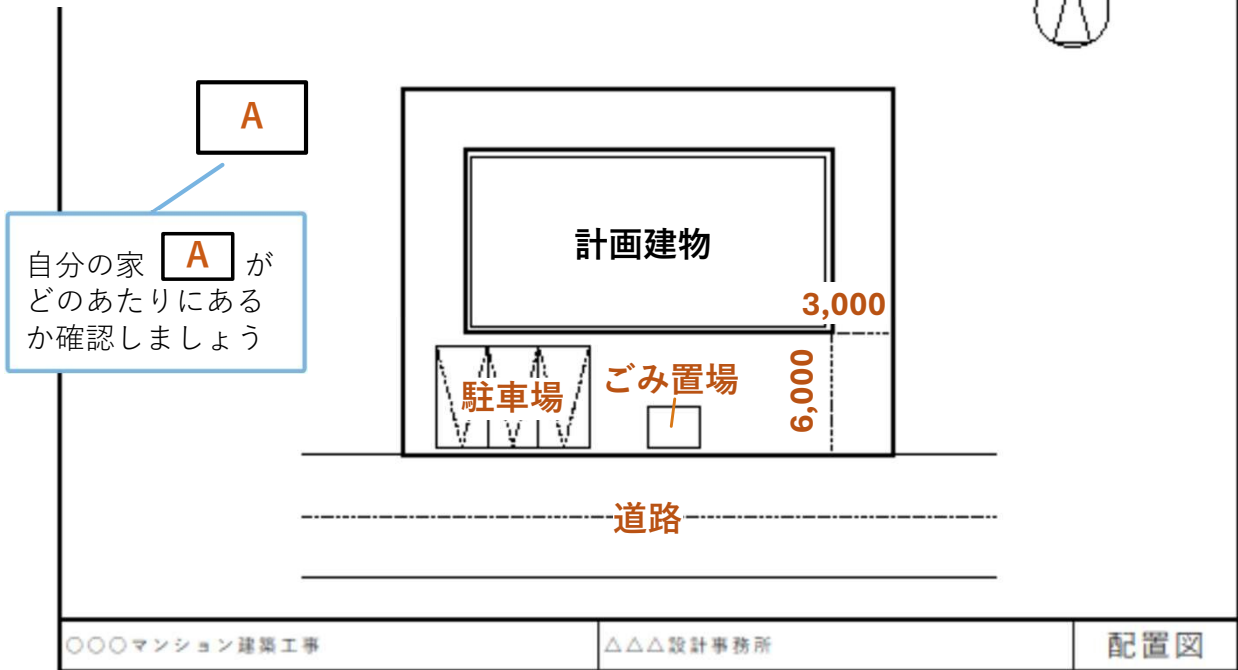 A
自分の家 A が
どのあたりにある
か確認しましょう
計画建物
3,000
6,000
駐車場
ごみ置場
道路
○○○マンション建築工事
△△△設計事務所
配置図